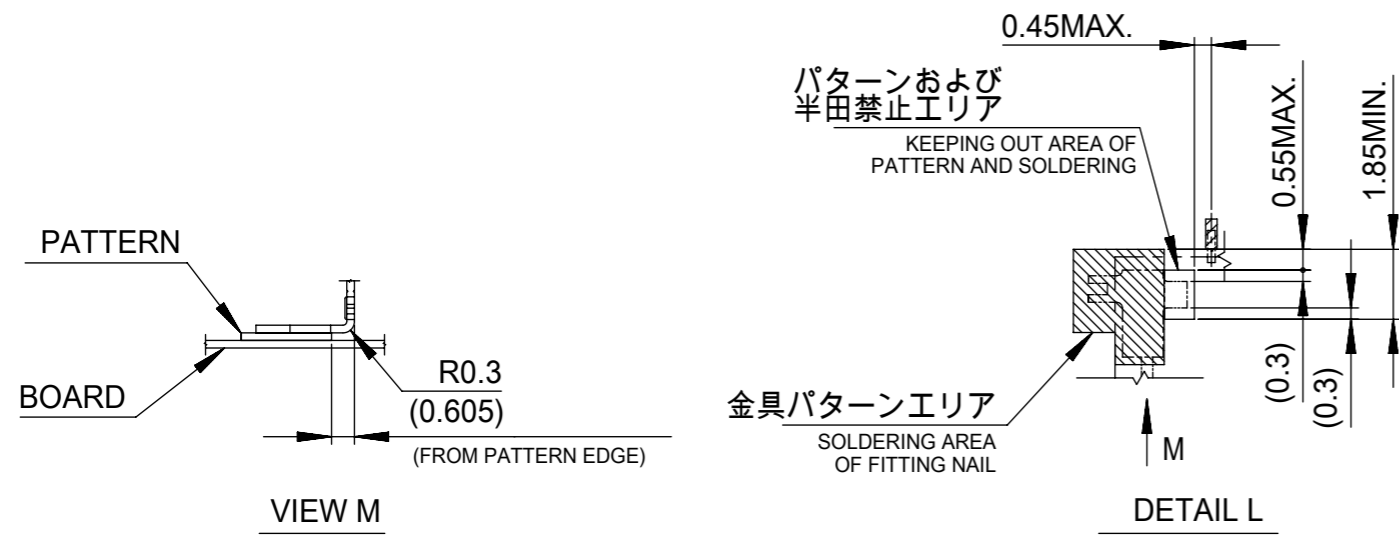 PATTERN
BOARD
R0.3
(0.605)
(FROM PATTERN EDGE)
VIEW M
0.45MAX.
パターンおよび
半田禁止エリア
KEEPING OUT AREA OF
PATTERN AND SOLDERING
0.55MAX.
1.85MIN.
(0.3)
(0.3)
金具パターンエリア
SOLDERING AREA
OF FITTING NAIL
M
DETAIL L